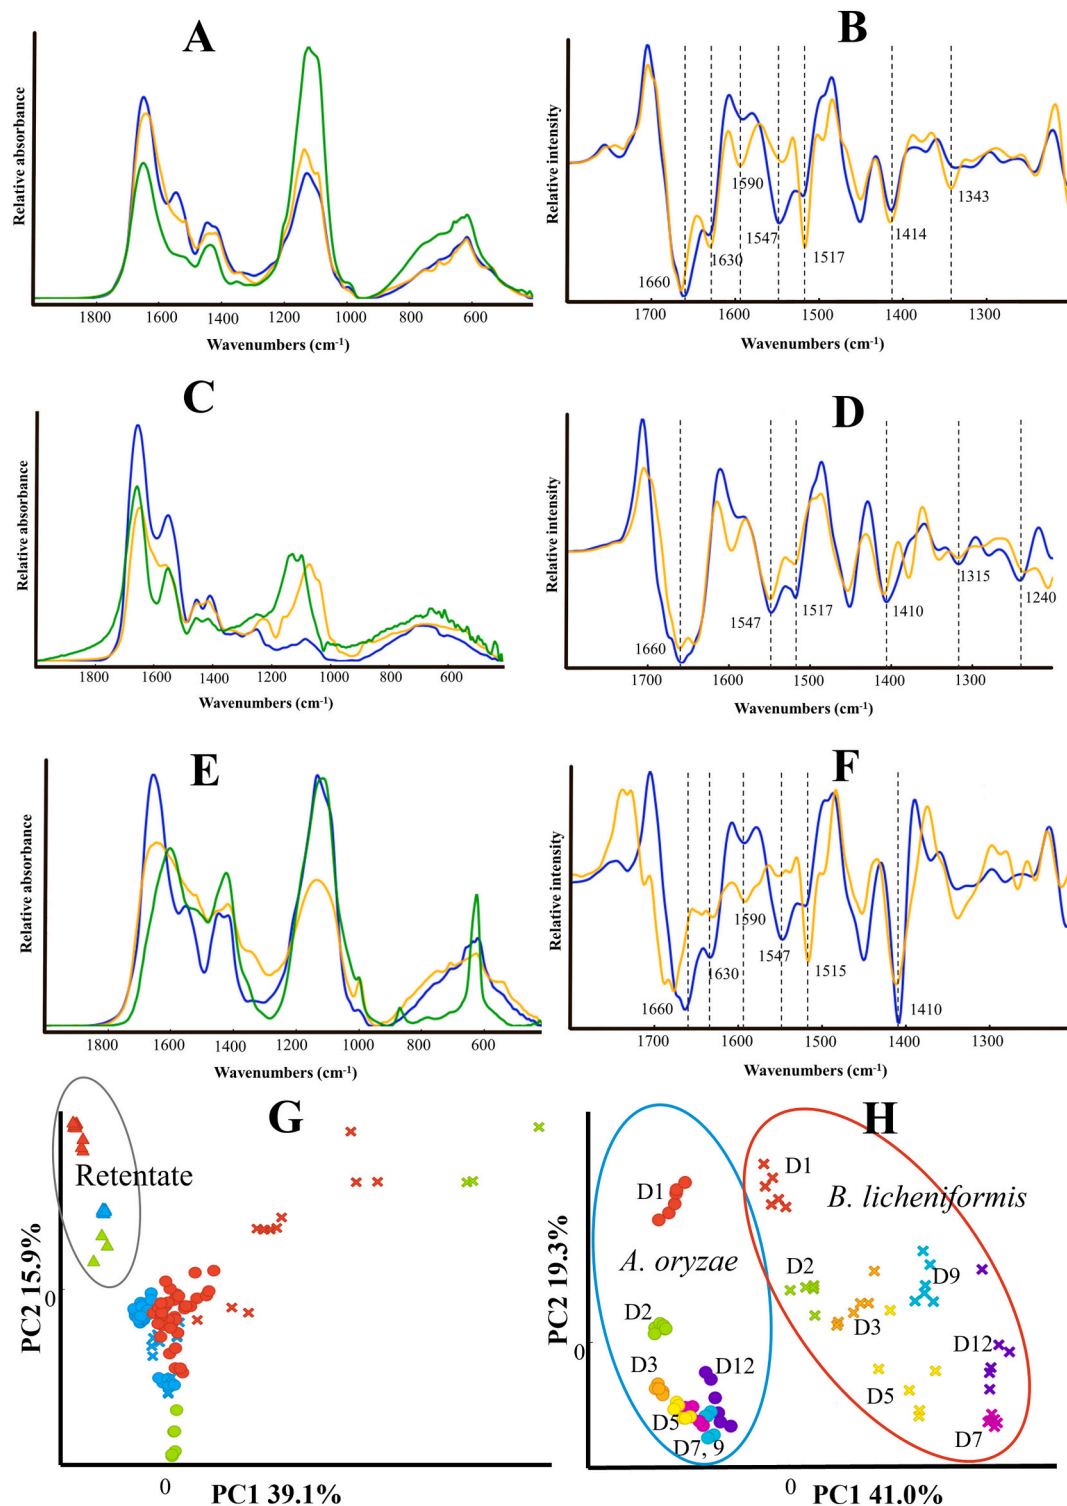 A
Relative absorbance
1800 1600 1400 1200 1000 800 600
Wavenumbers (cm-1)
B
Relative intensity
1660
1630
1590
1547
1517
1414
1343
1700 1600 1500 1400 1300
Wavenumbers (cm-1)
C
Relative absorbance
1800 1600 1400 1200 1000 800 600
Wavenumbers (cm-1)
D
Relative intensity
1660
1547
1517
1410
1315
1240
1700 1600 1500 1400 1300
Wavenumbers (cm-1)
E
Relative absorbance
1800 1600 1400 1200 1000 800 600
Wavenumbers (cm-1)
F
Relative intensity
1660
1630
1590
1547
1515
1410
1700 1600 1500 1400 1300
Wavenumbers (cm-1)
G
Retentate
PC2 15.9%
0
0
PC1 39.1%
H
D1
D1
B. licheniformis
A. oryzae
D2
D9
D2
D3
D3
D12
D12
D5
D5
D7, 9
D7
PC2 19.3%
0
0
PC1 41.0%